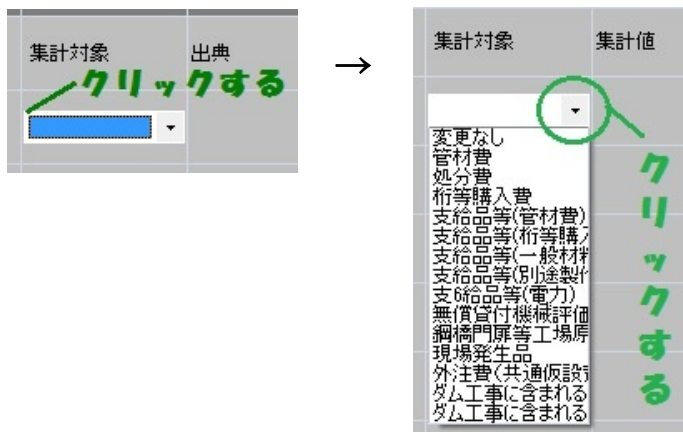 集計対象 出典
クリックする
→
集計対象 集計値
変更なし
管材費
処分費
桁等購入費
支給品等(管材費)
支給品等(桁等購入
支給品等(一般材料
支給品等(別途製作
支6給品等(電力)
無償貸付機械評価
鋼橋門扉等工場原
現場発生品
外注費(共通仮設費
ダム工事に含まれる
ダム工事に含まれる
クリックする